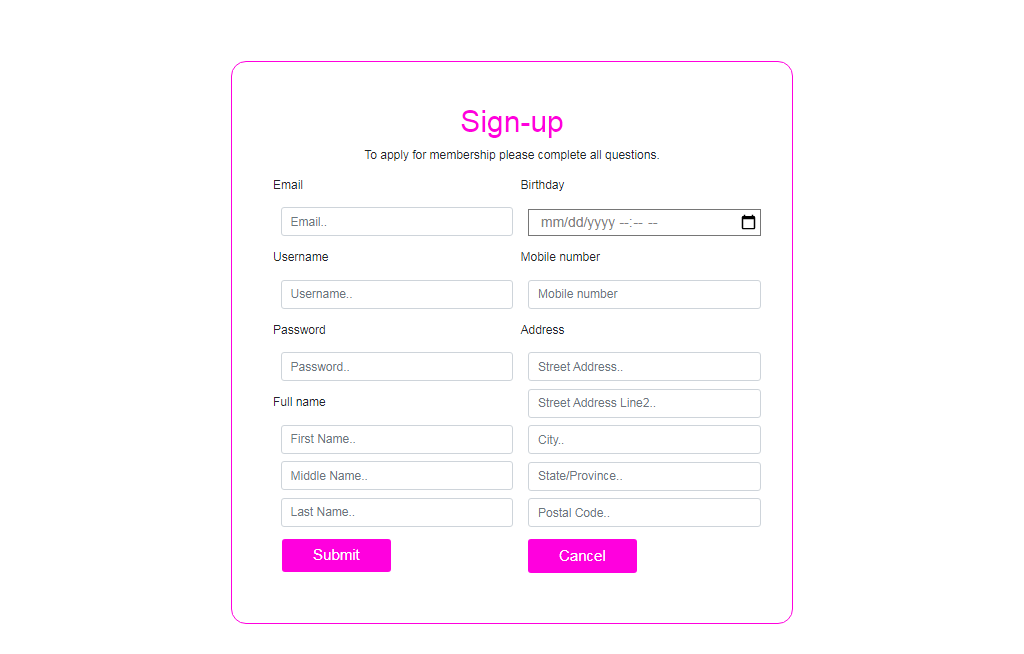 Sign-up
To apply for membership please complete all questions.
Email
Birthday
Email..
mm/dd/yyyy --:-- --
Username
Mobile number
Username..
Mobile number
Password
Address
Password..
Street Address..
Full name
Street Address Line2..
First Name..
City..
Middle Name..
State/Province..
Last Name..
Postal Code..
Submit
Cancel